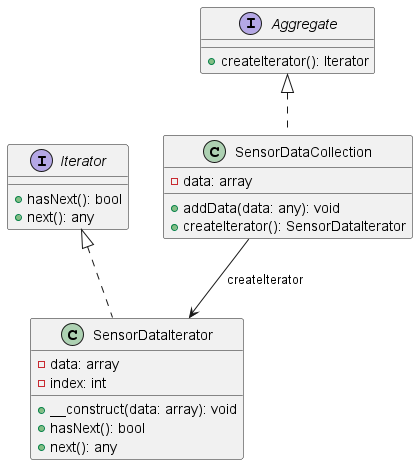 I Aggregate
createIterator(): Iterator
I Iterator
hasNext(): bool
next(): any
C SensorDataCollection
data: array
addData(data: any): void
createIterator(): SensorDataIterator
createIterator
C SensorDataIterator
data: array
index: int
__construct(data: array): void
hasNext(): bool
next(): any